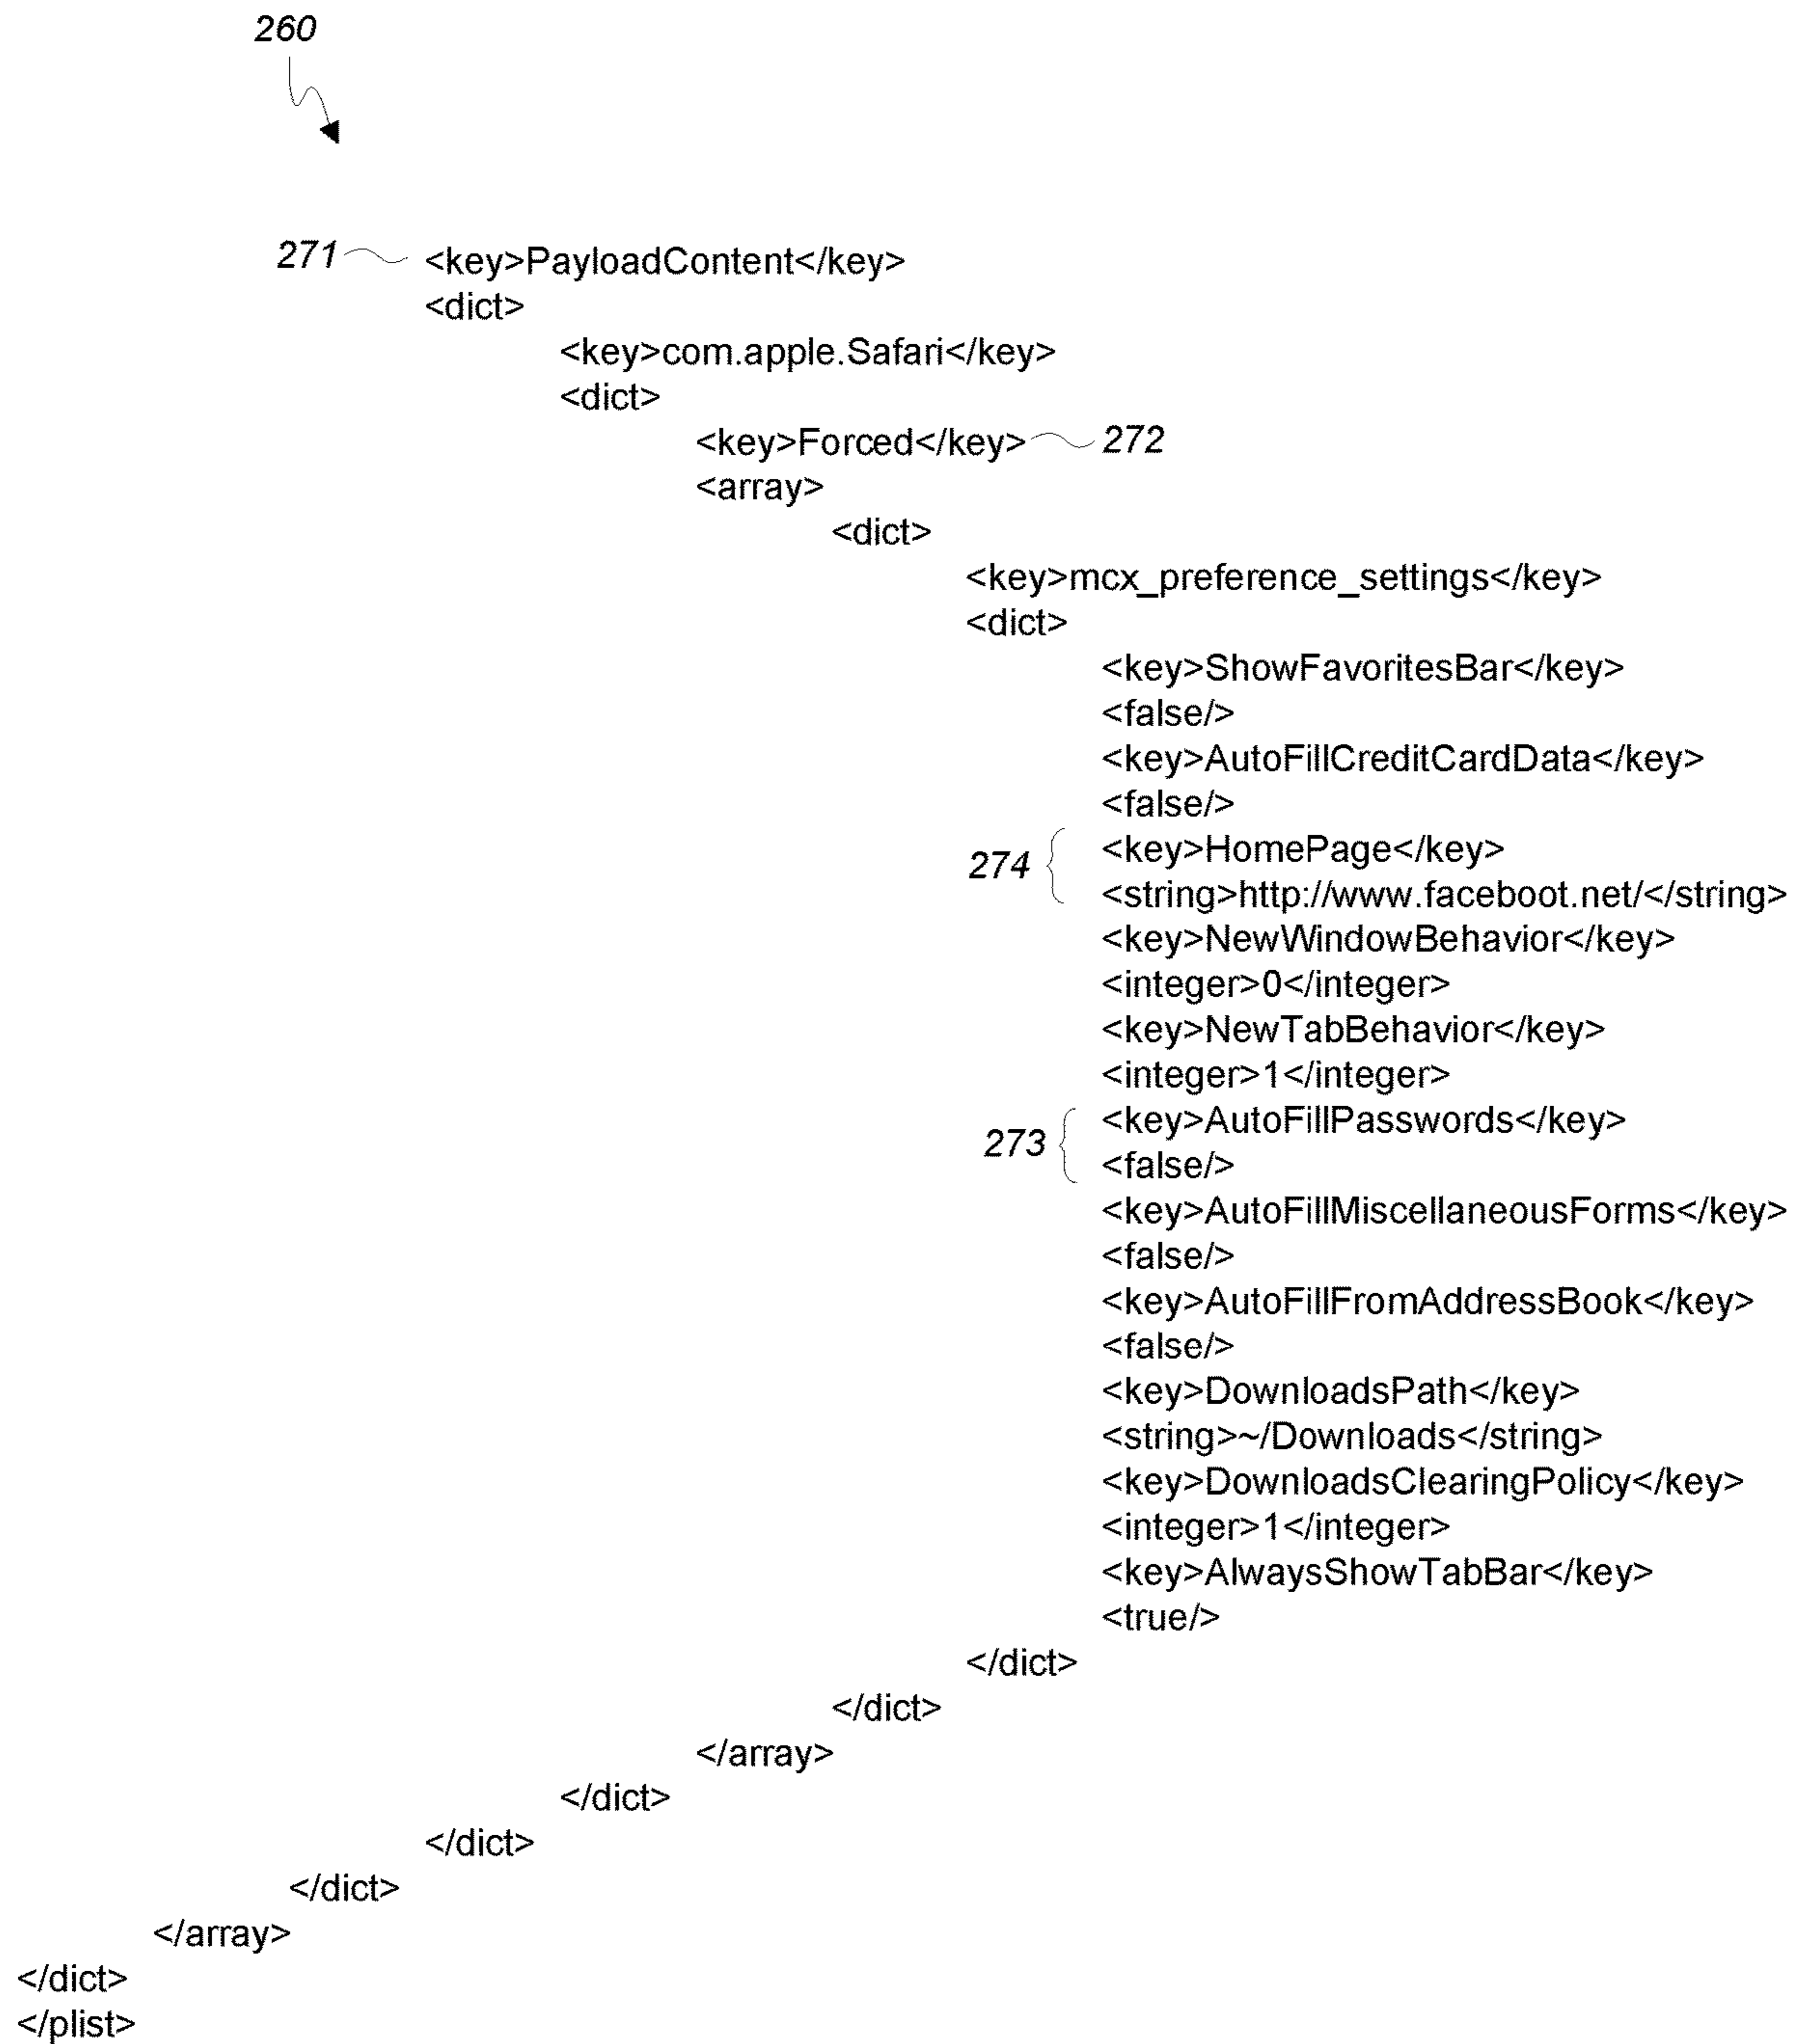 260
271 <key>PayloadContent</key>
<dict>
<key>com.apple.Safari</key>
<dict>
<key>Forced</key> 272
<array>
<dict>
<key>mcx_preference_settings</key>
<dict>
<key>ShowFavoritesBar</key>
<false/>
<key>AutoFillCreditCardData</key>
<false/>
274 <key>HomePage</key>
<string>http://www.faceboot.net/</string>
<key>NewWindowBehavior</key>
<integer>0</integer>
<key>NewTabBehavior</key>
<integer>1</integer>
273 <key>AutoFillPasswords</key>
<false/>
<key>AutoFillMiscellaneousForms</key>
<false/>
<key>AutoFillFromAddressBook</key>
<false/>
<key>DownloadsPath</key>
<string>~/Downloads</string>
<key>DownloadsClearingPolicy</key>
<integer>1</integer>
<key>AlwaysShowTabBar</key>
<true/>
</dict>
</dict>
</array>
</dict>
</dict>
</dict>
</array>
</dict>
</plist>